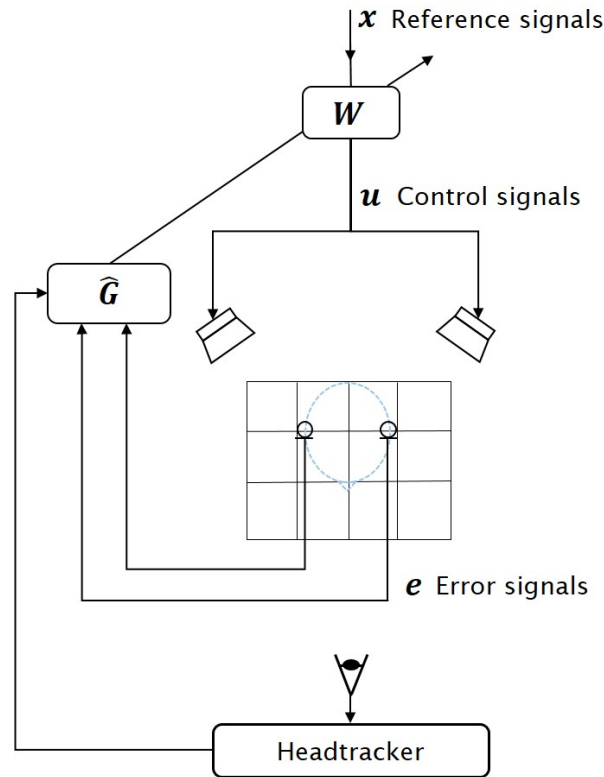 x Reference signals
W
u Control signals
Ĝ
e Error signals
Headtracker